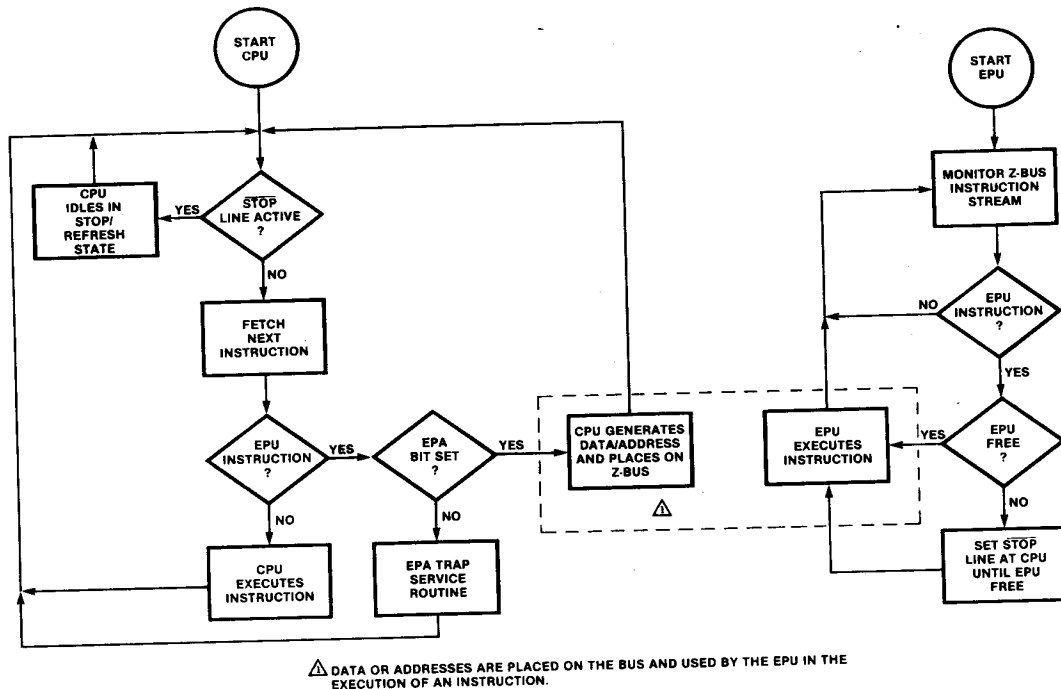 START
CPU
STOP
LINE ACTIVE
?
YES
CPU
IDLES IN
STOP/
REFRESH
STATE
NO
FETCH
NEXT
INSTRUCTION
EPU
INSTRUCTION
?
YES
NO
CPU
EXECUTES
INSTRUCTION
EPA
BIT SET
?
YES
NO
EPA TRAP
SERVICE
ROUTINE
CPU GENERATES
DATA/ADDRESS
AND PLACES ON
Z-BUS
1
START
EPU
MONITOR Z-BUS
INSTRUCTION
STREAM
EPU
INSTRUCTION
?
NO
YES
EPU
FREE
?
YES
EPU
EXECUTES
INSTRUCTION
NO
SET STOP
LINE AT CPU
UNTIL EPU
FREE
1 DATA OR ADDRESSES ARE PLACED ON THE BUS AND USED BY THE EPU IN THE
EXECUTION OF AN INSTRUCTION.